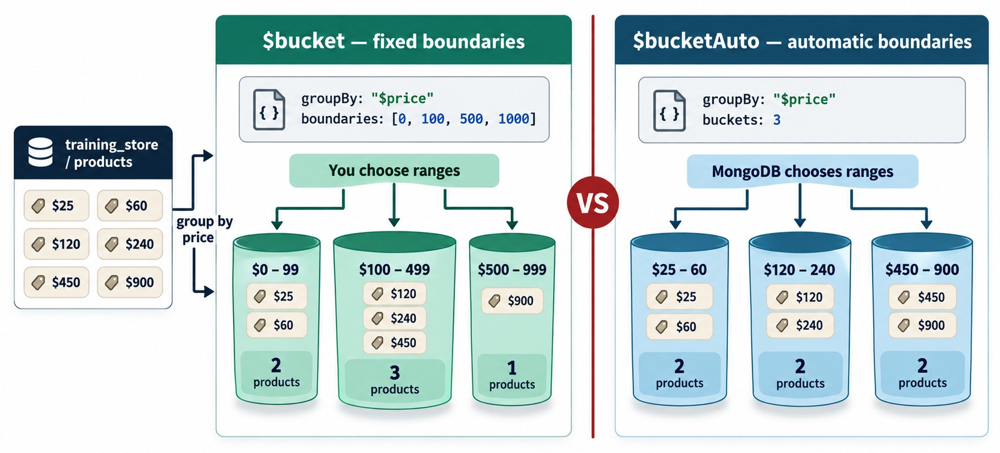 training_store
/ products
$25
$60
$120
$240
$450
$900
group by
price
$bucket — fixed boundaries
{ }
groupBy: "$price"
boundaries: [0, 100, 500, 1000]
You choose ranges
$0 – 99
$25
$60
2
products
$100 – 499
$120
$240
$450
3
products
$500 – 999
$900
1
products
VS
$bucketAuto — automatic boundaries
{ }
groupBy: "$price"
buckets: 3
MongoDB chooses ranges
$25 – 60
$25
$60
2
products
$120 – 240
$120
$240
2
products
$450 – 900
$450
$900
2
products